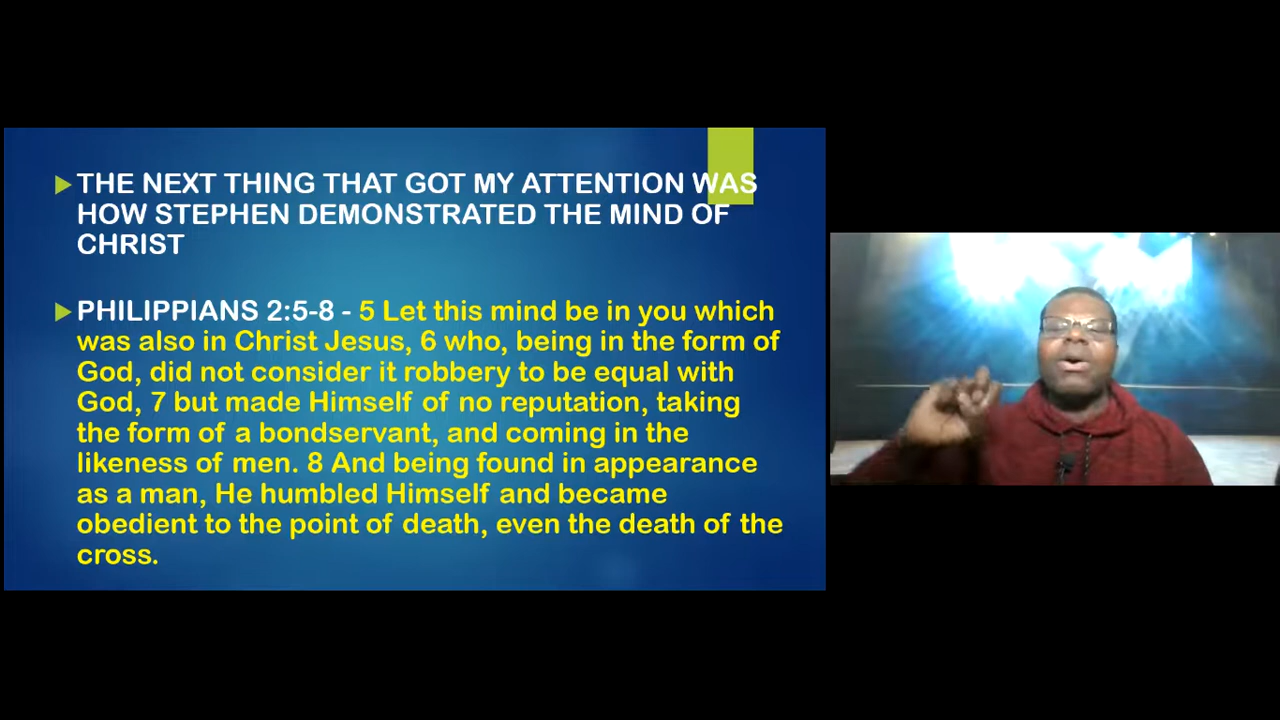 THE NEXT THING THAT GOT MY ATTENTION WAS
HOW STEPHEN DEMONSTRATED THE MIND OF
CHRIST
PHILIPPIANS 2:5-8 - 5 Let this mind be in you which
was also in Christ Jesus, 6 who, being in the form of
God, did not consider it robbery to be equal with
God, 7 but made Himself of no reputation, taking
the form of a bondservant, and coming in the
likeness of men. 8 And being found in appearance
as a man, He humbled Himself and became
obedient to the point of death, even the death of the
cross.